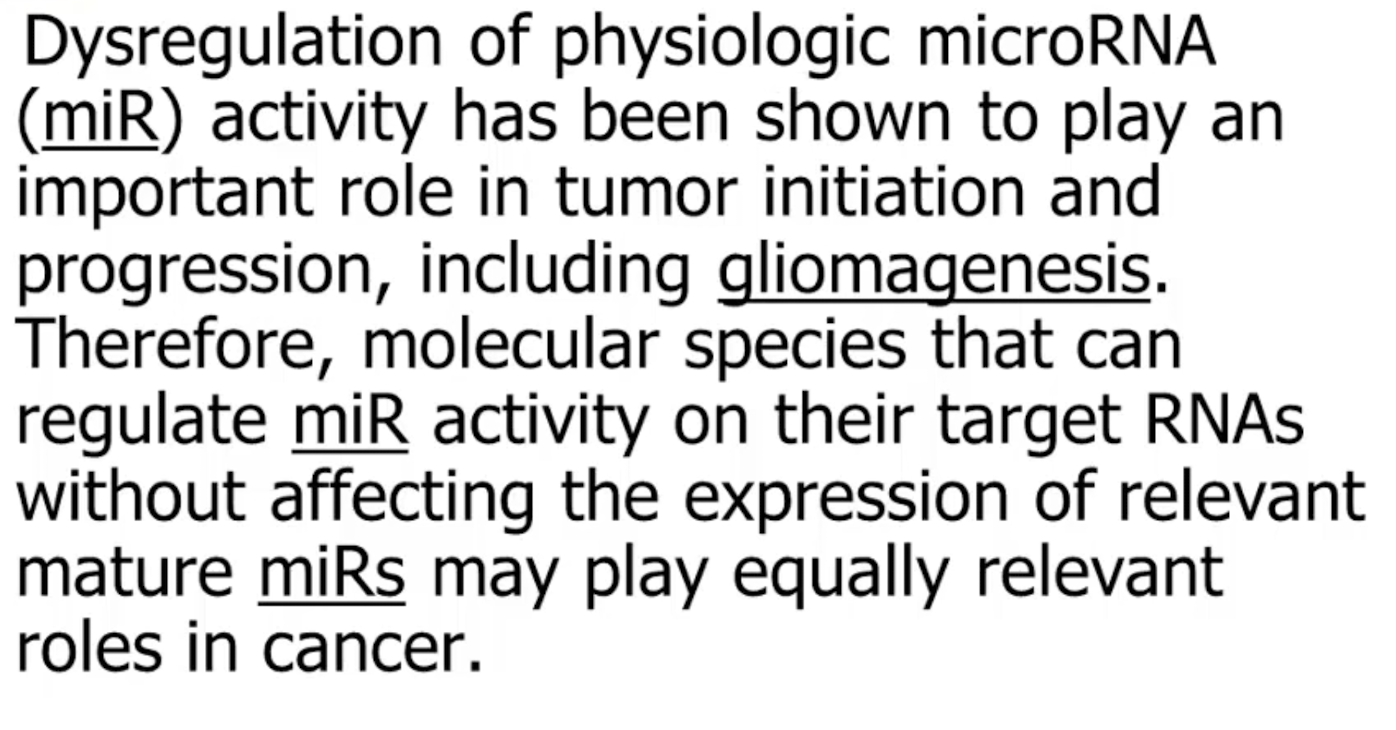 Dysregulation of physiologic microRNA
(miR) activity has been shown to play an
important role in tumor initiation and
progression, including gliomagenesis.
Therefore, molecular species that can
regulate miR activity on their target RNAs
without affecting the expression of relevant
mature miRs may play equally relevant
roles in cancer.